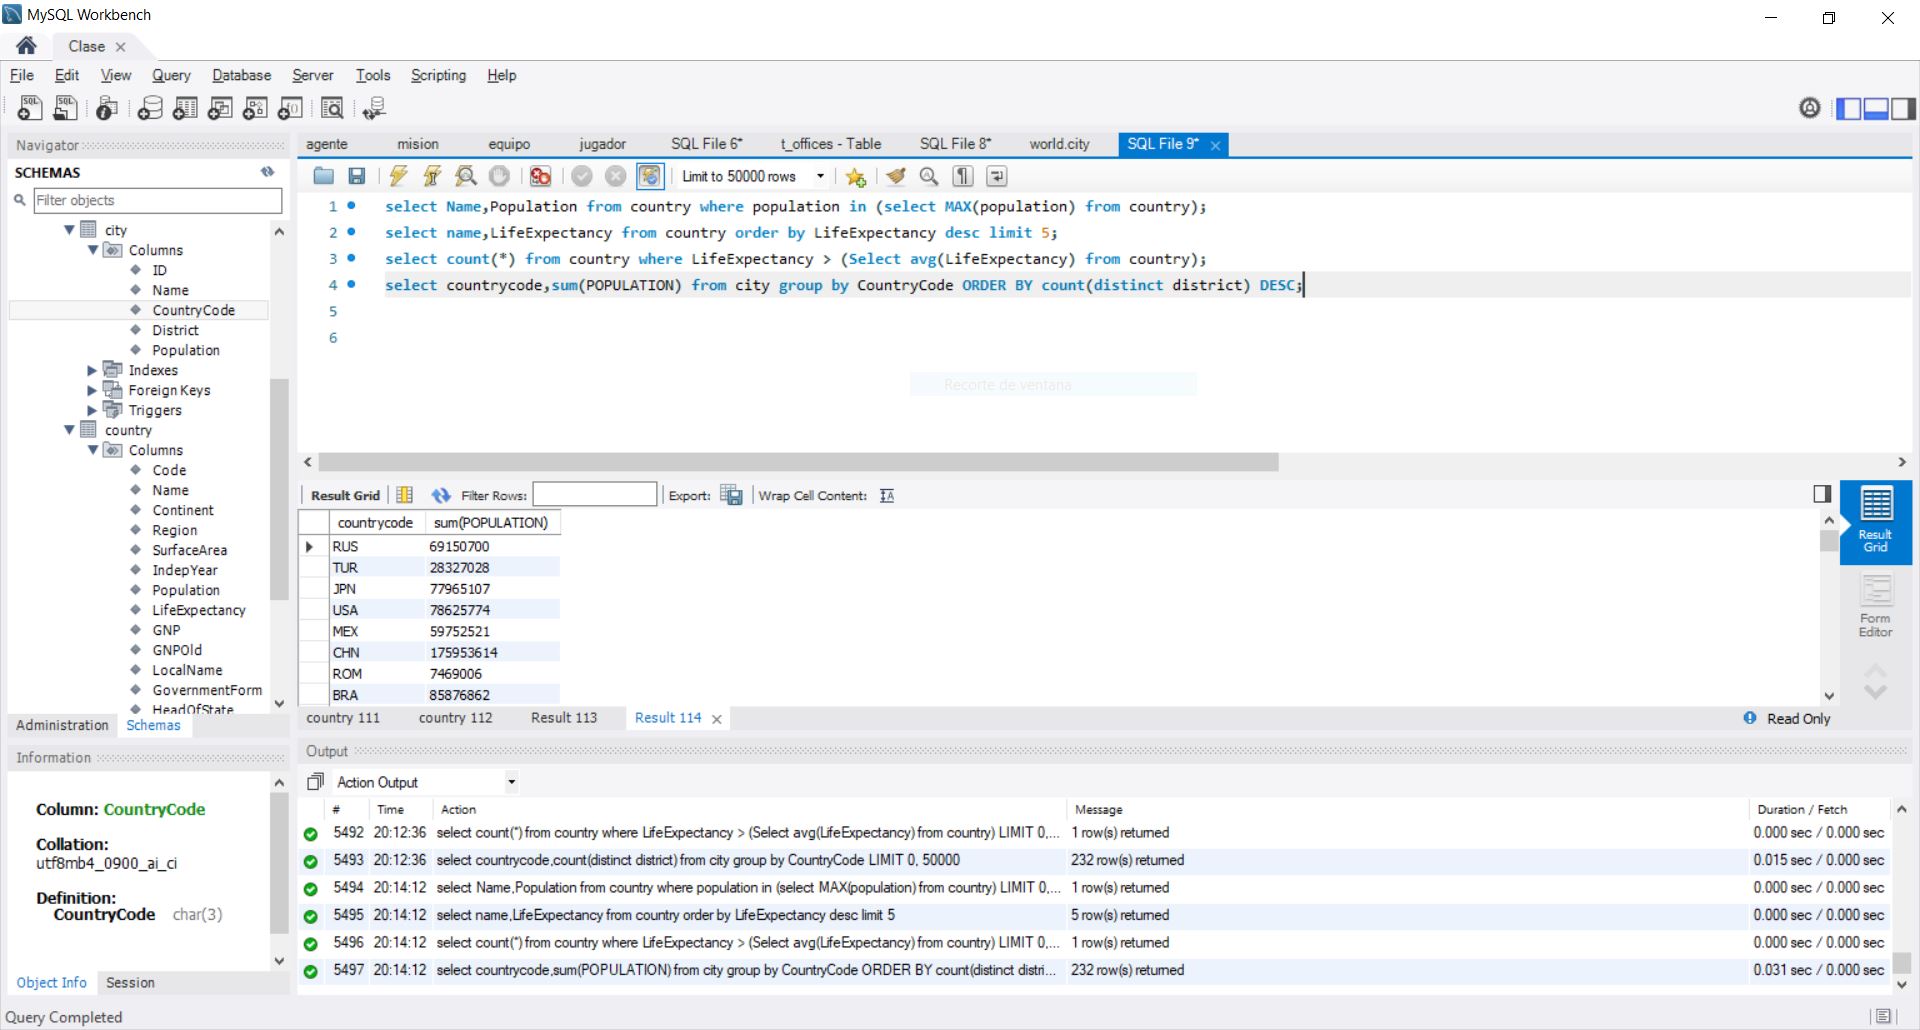 MySQL Workbench
Clase
File Edit View Query Database Server Tools Scripting Help
Navigator
SCHEMAS
Filter objects
city
Columns
ID
Name
CountryCode
District
Population
Indexes
Foreign Keys
Triggers
country
Columns
Code
Name
Continent
Region
SurfaceArea
IndepYear
Population
LifeExpectancy
GNP
GNPOld
LocalName
GovernmentForm
HeadOfState
Administration Schemas
Information
Column: CountryCode
Collation:
utf8mb4_0900_ai_ci
Definition:
CountryCode char(3)
Object Info Session
agente mision equipo jugador SQL File 6* t_offices - Table SQL File 8* world.city SQL File 9*
Limit to 50000 rows
1 select Name,Population from country where population in (select MAX(population) from country);
2 select name,LifeExpectancy from country order by LifeExpectancy desc limit 5;
3 select count(*) from country where LifeExpectancy > (Select avg(LifeExpectancy) from country);
4 select countrycode,sum(POPULATION) from city group by CountryCode ORDER BY count(distinct district) DESC;
5
6
Recorte de ventana
Result Grid Filter Rows: Export: Wrap Cell Content:
countrycode sum(POPULATION)
RUS 69150700
TUR 28327028
JPN 77965107
USA 78625774
MEX 59752521
CHN 175953614
ROM 7469006
BRA 85876862
Result
Grid
Form
Editor
country 111 country 112 Result 113 Result 114
Read Only
Output
Action Output
# Time Action Message Duration / Fetch
5492 20:12:36 select count(*) from country where LifeExpectancy > (Select avg(LifeExpectancy) from country) LIMIT 0,... 1 row(s) returned 0.000 sec / 0.000 sec
5493 20:12:36 select countrycode,count(distinct district) from city group by CountryCode LIMIT 0, 50000 232 row(s) returned 0.015 sec / 0.000 sec
5494 20:14:12 select Name,Population from country where population in (select MAX(population) from country) LIMIT 0,... 1 row(s) returned 0.000 sec / 0.000 sec
5495 20:14:12 select name,LifeExpectancy from country order by LifeExpectancy desc limit 5 5 row(s) returned 0.000 sec / 0.000 sec
5496 20:14:12 select count(*) from country where LifeExpectancy > (Select avg(LifeExpectancy) from country) LIMIT 0,... 1 row(s) returned 0.000 sec / 0.000 sec
5497 20:14:12 select countrycode,sum(POPULATION) from city group by CountryCode ORDER BY count(distinct distri... 232 row(s) returned 0.031 sec / 0.000 sec
Query Completed